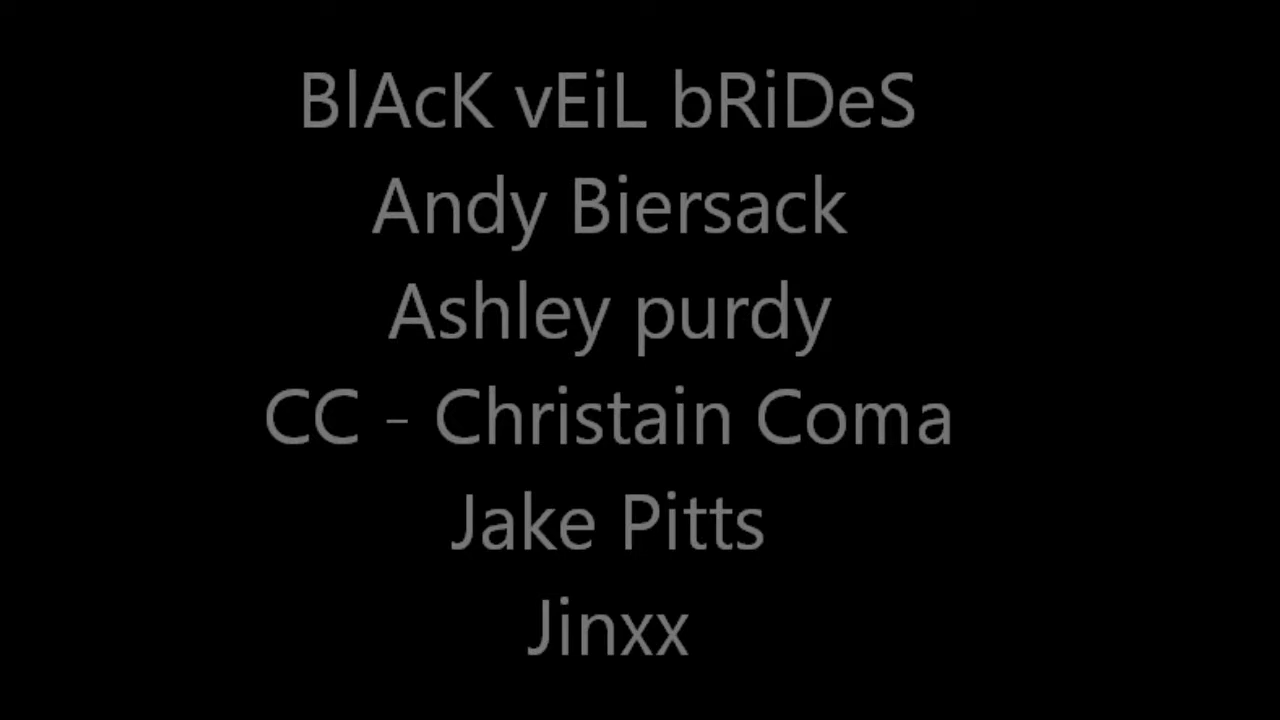 BlAcK vEiL bRiDeS
Andy Biersack
Ashley purdy
CC - Christain Coma
Jake Pitts
Jinxx